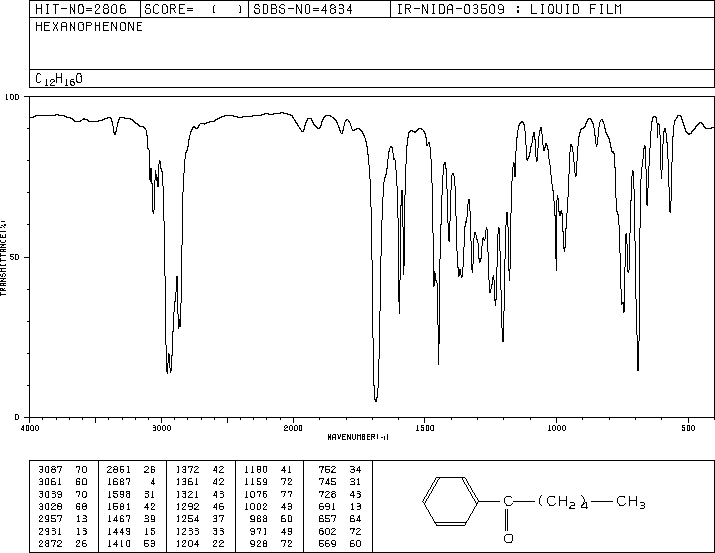 HIT-NO=2806 SCORE= ( ) SDBS-NO=4834 IR-NIDA-03509 : LIQUID FILM
HEXANOPHENONE
C12H16O
100
50
0
TRANSMITTANCE(%)
4000 3000 2000 1500 1000 500
WAVENUMBER(-1)
3087 70 2861 26 1372 42 1180 41 752 34
3061 60 1687 4 1361 42 1159 72 745 31
3039 70 1598 31 1321 43 1076 77 728 43
3028 68 1581 42 1292 46 1002 43 691 13
2957 13 1467 39 1254 37 988 60 657 64
2931 13 1449 15 1233 33 971 49 602 72
2872 26 1410 53 1204 22 928 72 569 60
C—(CH2)4—CH3
O